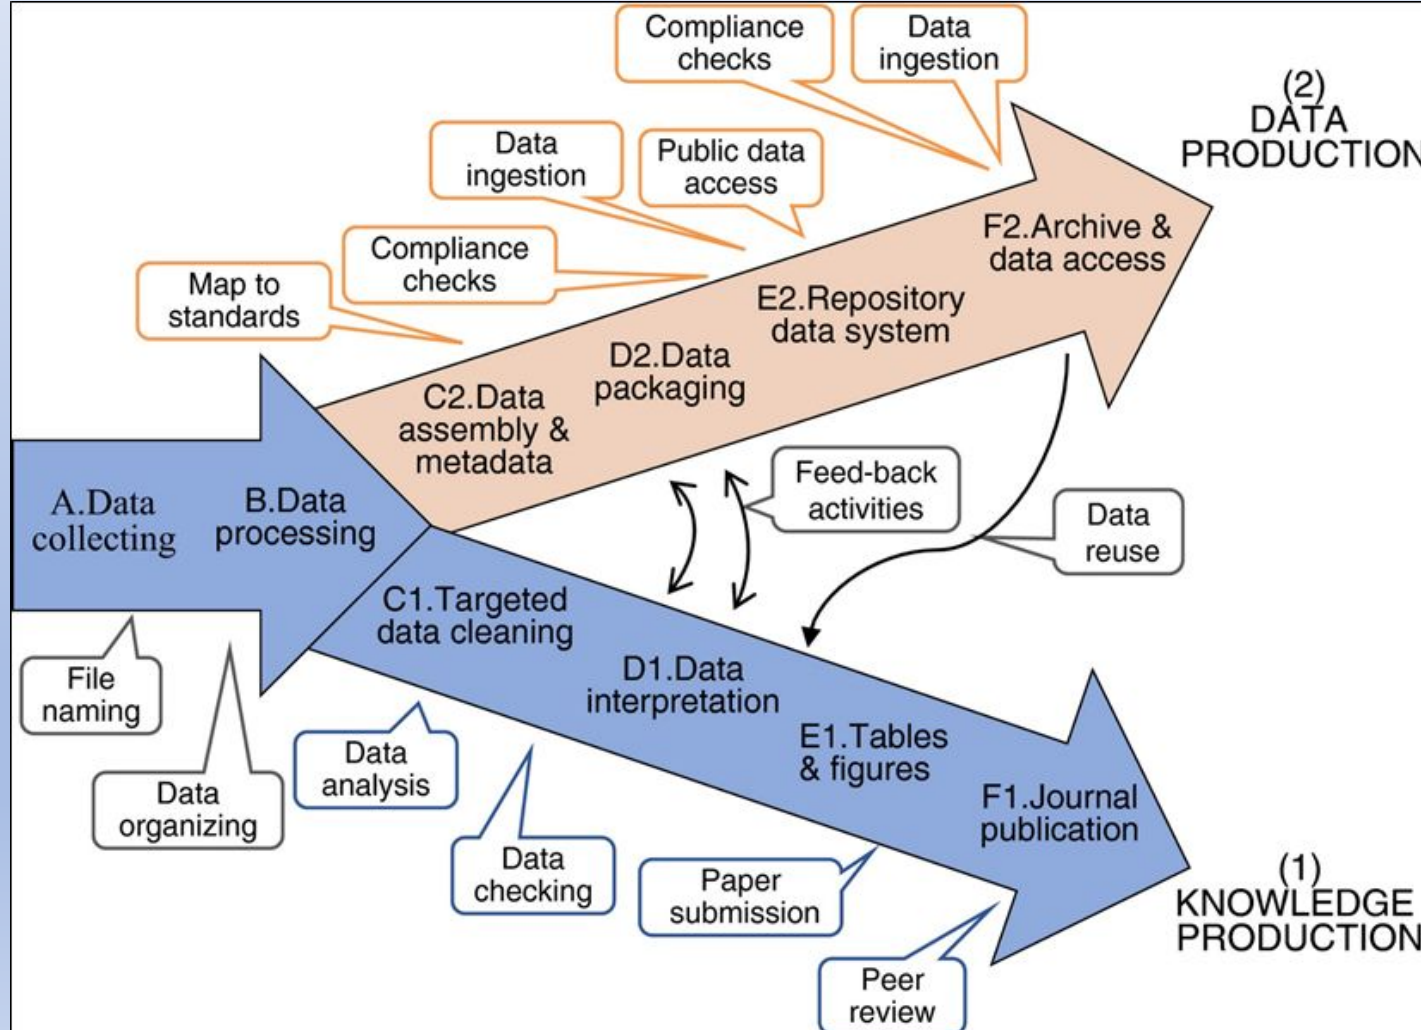 Compliance
checks
Data
ingestion
(2)
DATA
PRODUCTION
Data
ingestion
Public data
access
Map to
standards
Compliance
checks
F2.Archive &
data access
E2.Repository
data system
D2.Data
packaging
C2.Data
assembly &
metadata
A.Data
collecting
B.Data
processing
Feed-back
activities
Data
reuse
C1.Targeted
data cleaning
D1.Data
interpretation
E1.Tables
& figures
F1.Journal
publication
File
naming
Data
organizing
Data
analysis
Data
checking
Paper
submission
Peer
review
(1)
KNOWLEDGE
PRODUCTION